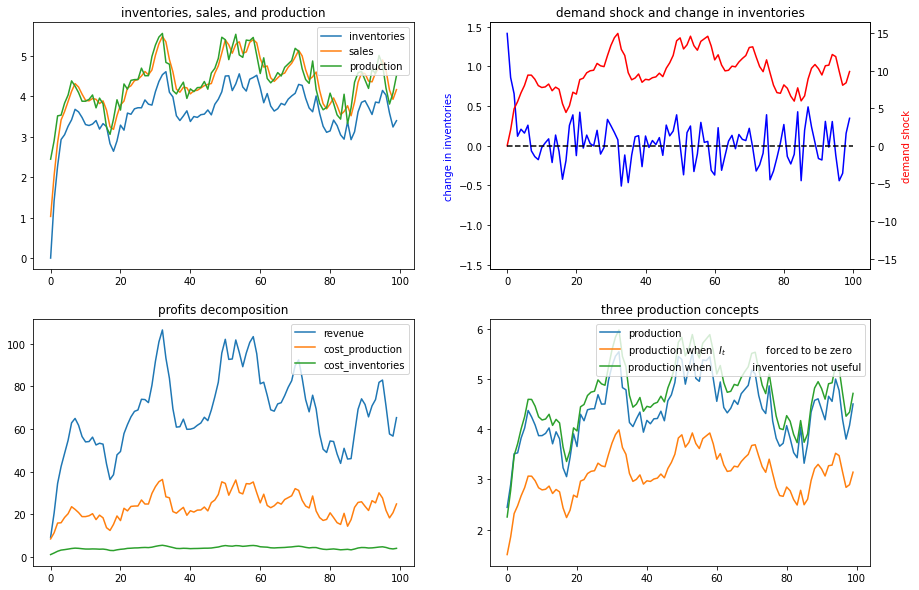 inventories, sales, and production
inventories
sales
production
5
4
3
2
1
0
0 20 40 60 80 100
demand shock and change in inventories
change in inventories
1.5
1.0
0.5
0.0
−0.5
−1.0
−1.5
15
10
5
0
−5
−10
−15
demand shock
0 20 40 60 80 100
profits decomposition
revenue
cost_production
cost_inventories
100
80
60
40
20
0
0 20 40 60 80 100
three production concepts
production
production when I_t forced to be zero
production when inventories not useful
6
5
4
3
2
0 20 40 60 80 100